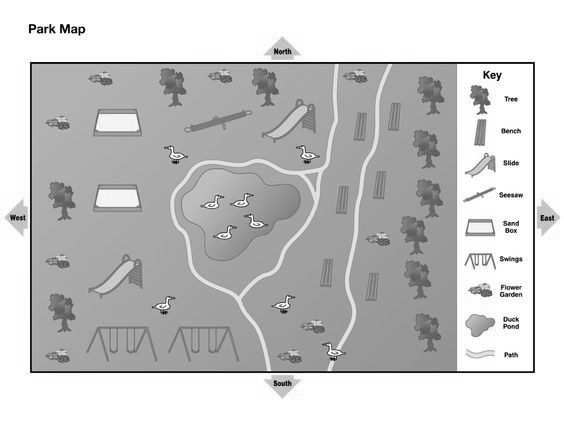 Park Map
North
West
East
South
Key
Tree
Bench
Slide
Seesaw
Sand
Box
Swings
Flower
Garden
Duck
Pond
Path